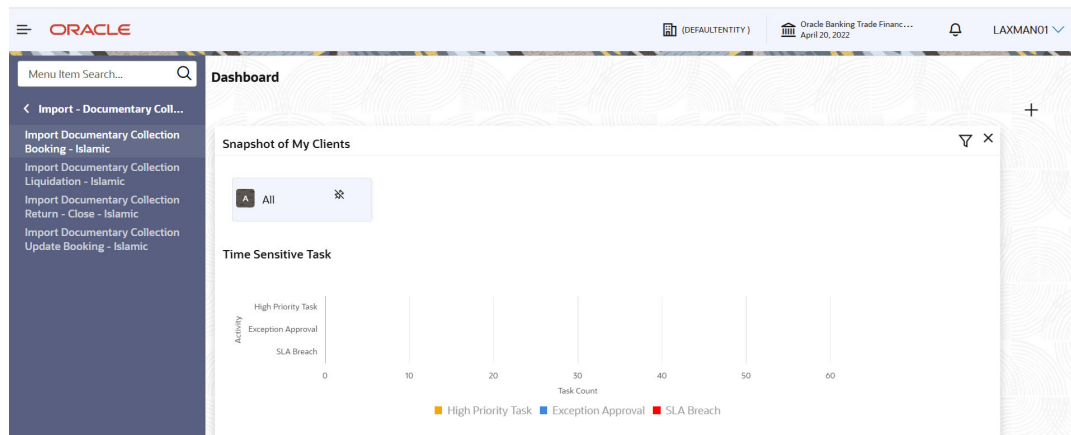 ORACLE
(DEFAULTENTITY )
Oracle Banking Trade Financ...
April 20, 2022
LAXMAN01
Menu Item Search...
Dashboard
Import - Documentary Coll...
Import Documentary Collection
Booking - Islamic
Import Documentary Collection
Liquidation - Islamic
Import Documentary Collection
Return - Close - Islamic
Import Documentary Collection
Update Booking - Islamic
Snapshot of My Clients
A All
Time Sensitive Task
Activity
High Priority Task
Exception Approval
SLA Breach
0 10 20 30 40 50 60
Task Count
High Priority Task Exception Approval SLA Breach